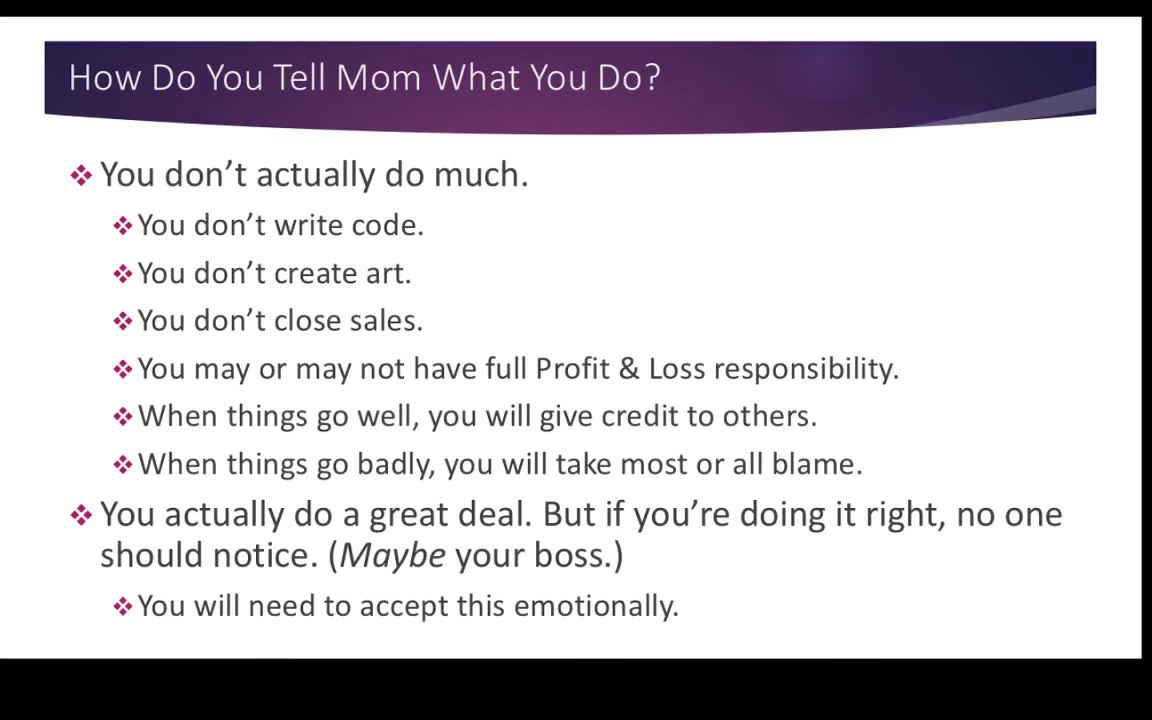 How Do You Tell Mom What You Do?
You don’t actually do much.
You don’t write code.
You don’t create art.
You don’t close sales.
You may or may not have full Profit & Loss responsibility.
When things go well, you will give credit to others.
When things go badly, you will take most or all blame.
You actually do a great deal. But if you’re doing it right, no one
should notice. (Maybe your boss.)
You will need to accept this emotionally.